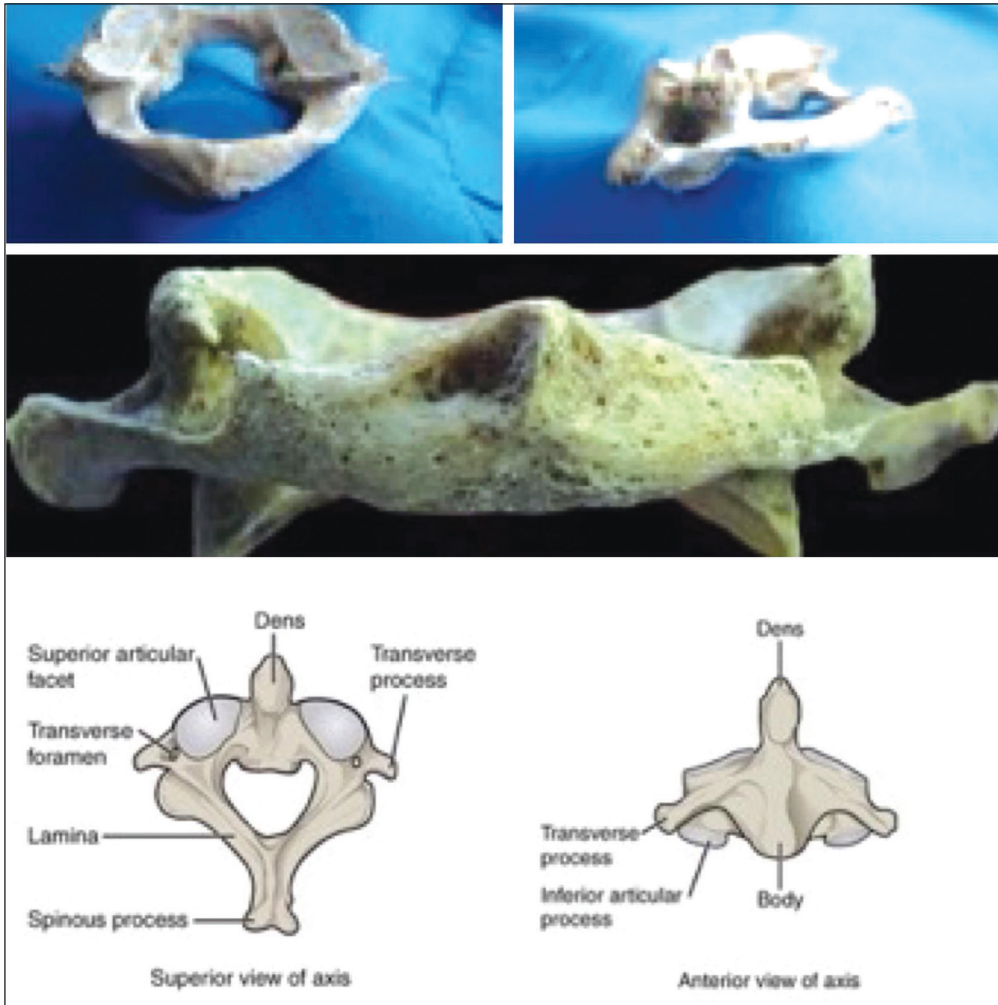 Dens
Superior articular
facet
Transverse
process
Transverse
foramen
Lamina
Spinous process
Superior view of axis
Dens
Transverse
process
Inferior articular
process
Body
Anterior view of axis